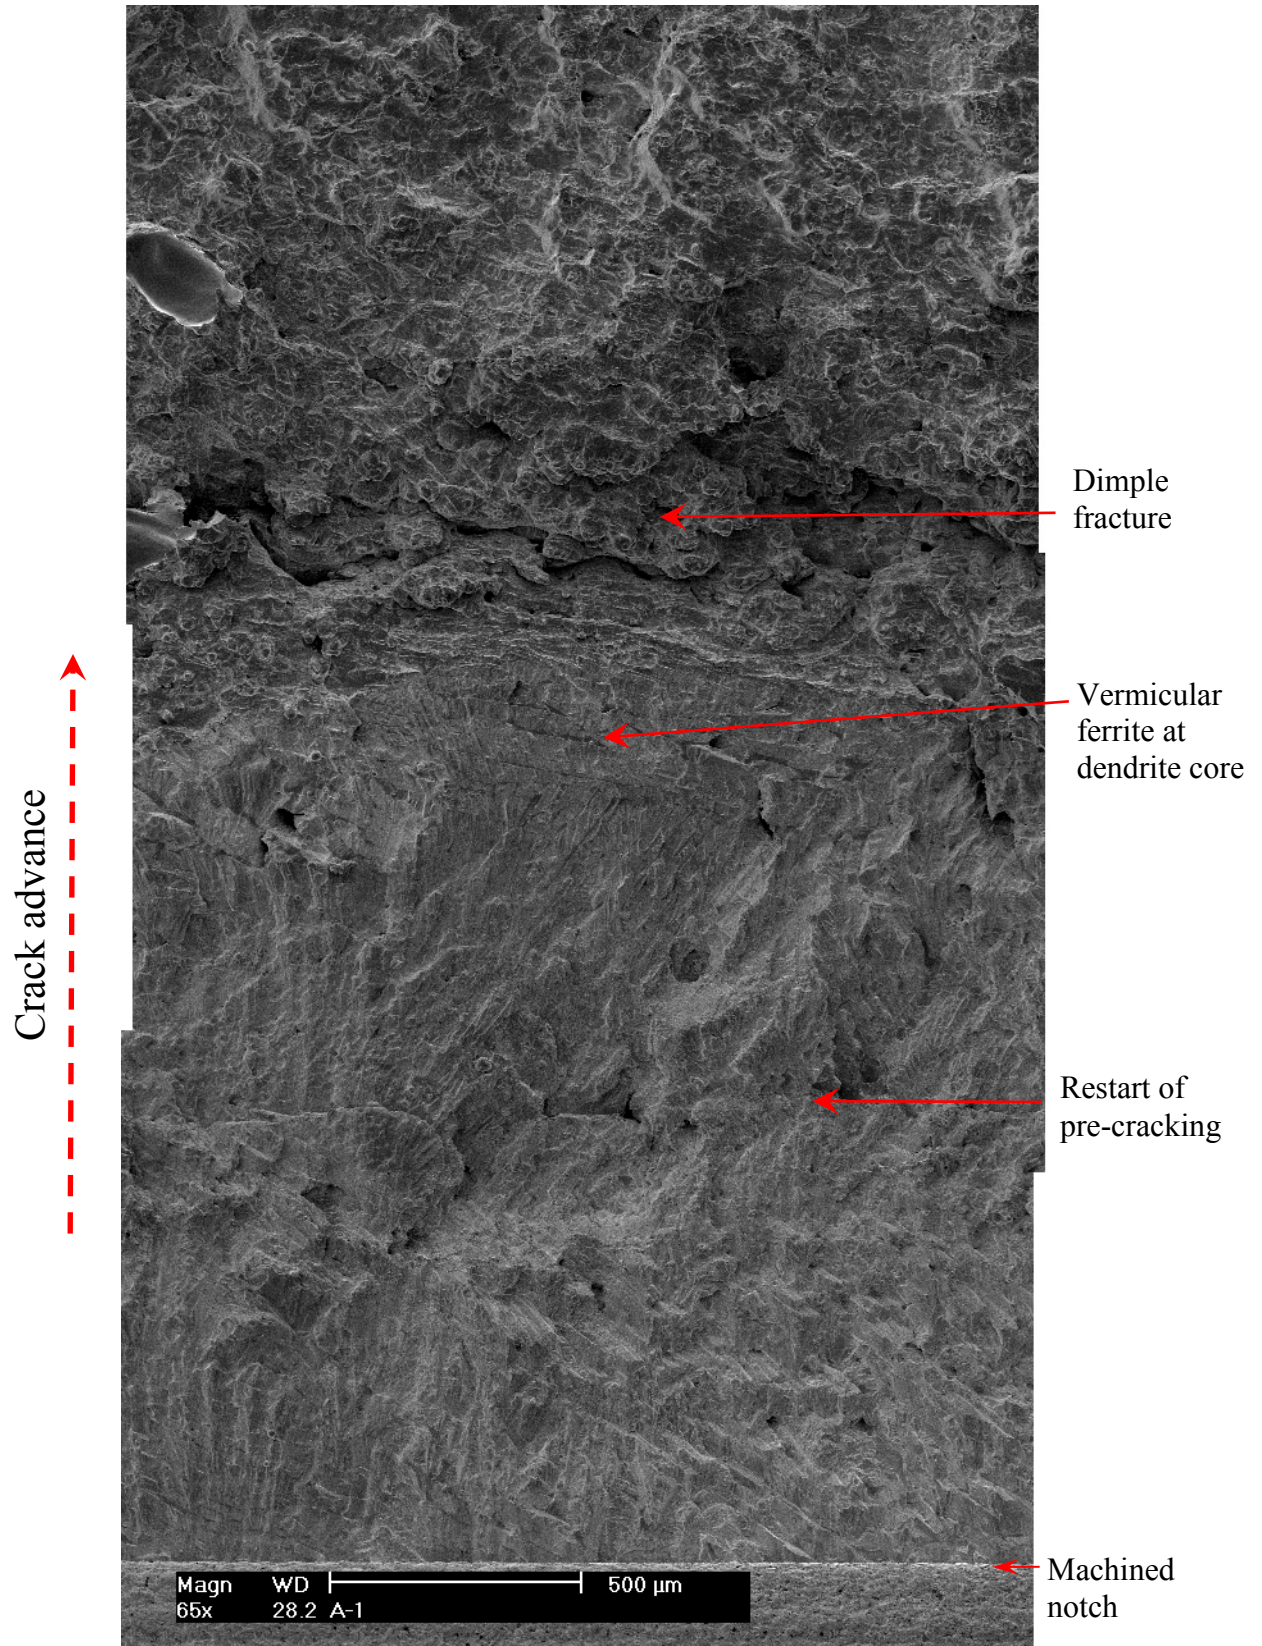 Dimple
fracture
Vermicular
ferrite at
dendrite core
Crack advance
Restart of
pre-cracking
Machined
notch
Magn WD 500 µm
65x 28.2 A-1